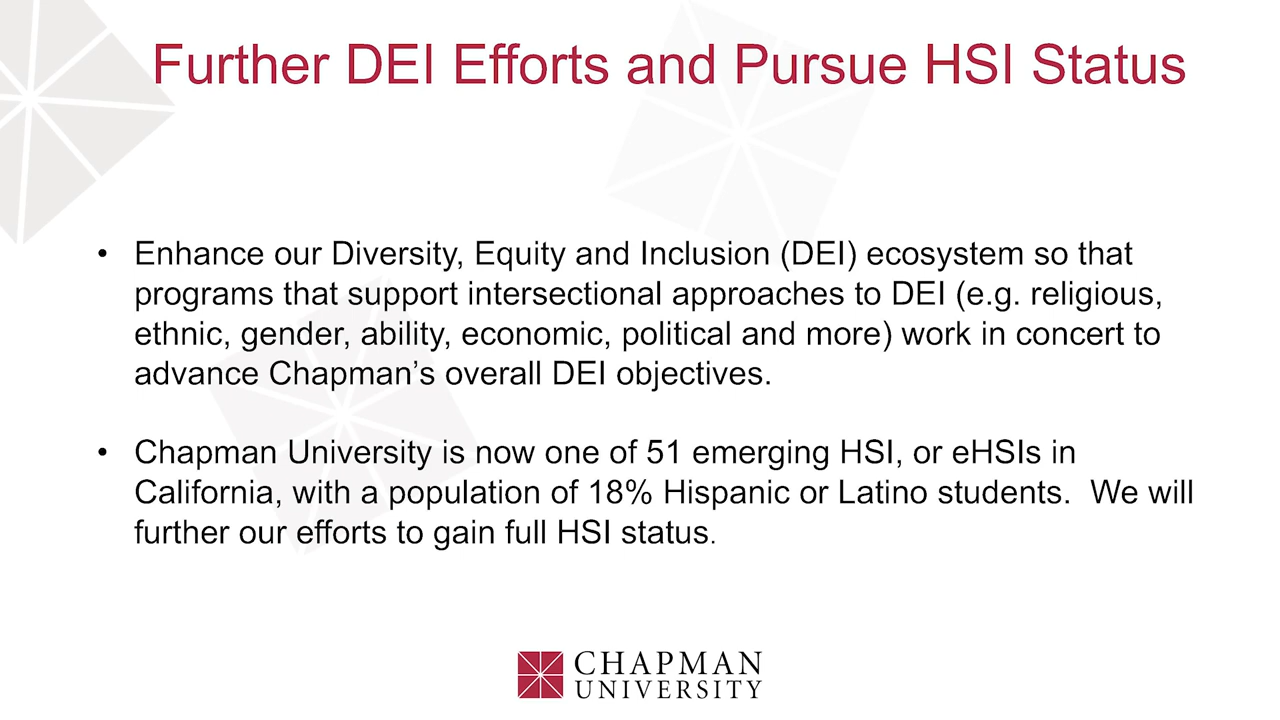 Further DEI Efforts and Pursue HSI Status
• Enhance our Diversity, Equity and Inclusion (DEI) ecosystem so that
programs that support intersectional approaches to DEI (e.g. religious,
ethnic, gender, ability, economic, political and more) work in concert to
advance Chapman’s overall DEI objectives.
• Chapman University is now one of 51 emerging HSI, or eHSIs in
California, with a population of 18% Hispanic or Latino students.  We will
further our efforts to gain full HSI status.
CHAPMAN
UNIVERSITY